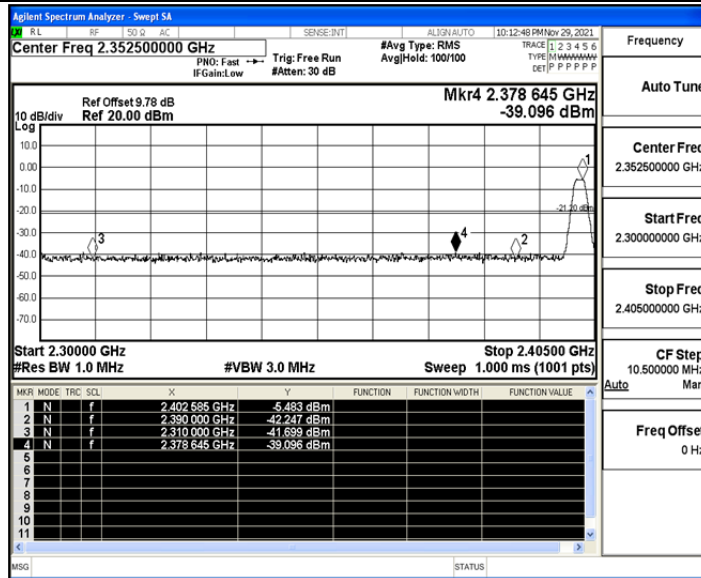 Agilent Spectrum Analyzer - Swept SA
RL RF 50 Ω AC SENSE:INT ALIGN AUTO 10:12:48 PM Nov 29, 2021
Center Freq 2.352500000 GHz
PNO: Fast
IFGain:Low
Trig: Free Run
#Atten: 30 dB
#Avg Type: RMS
Avg|Hold: 100/100
TRACE 1 2 3 4 5 6
TYPE MWWWWW
DET P P P P P P
Mkr4 2.378 645 GHz
-39.096 dBm
Ref Offset 9.78 dB
10 dB/div Ref 20.00 dBm
Log
10.0
0.00
-10.0
-20.0
-30.0
-40.0
-50.0
-60.0
-70.0
1
-21.20 dBm
3
4
2
Start 2.30000 GHz Stop 2.40500 GHz
#Res BW 1.0 MHz #VBW 3.0 MHz Sweep 1.000 ms (1001 pts)
MKR MODE TRC SCL X Y FUNCTION FUNCTION WIDTH FUNCTION VALUE
1 N f 2.402 585 GHz -5.483 dBm
2 N f 2.390 000 GHz -42.247 dBm
3 N f 2.310 000 GHz -41.699 dBm
4 N f 2.378 645 GHz -39.096 dBm
5
6
7
8
9
10
11
MSG STATUS
Frequency
Auto Tune
Center Freq
2.352500000 GHz
Start Freq
2.300000000 GHz
Stop Freq
2.405000000 GHz
CF Step
10.500000 MHz
Auto Man
Freq Offset
0 Hz